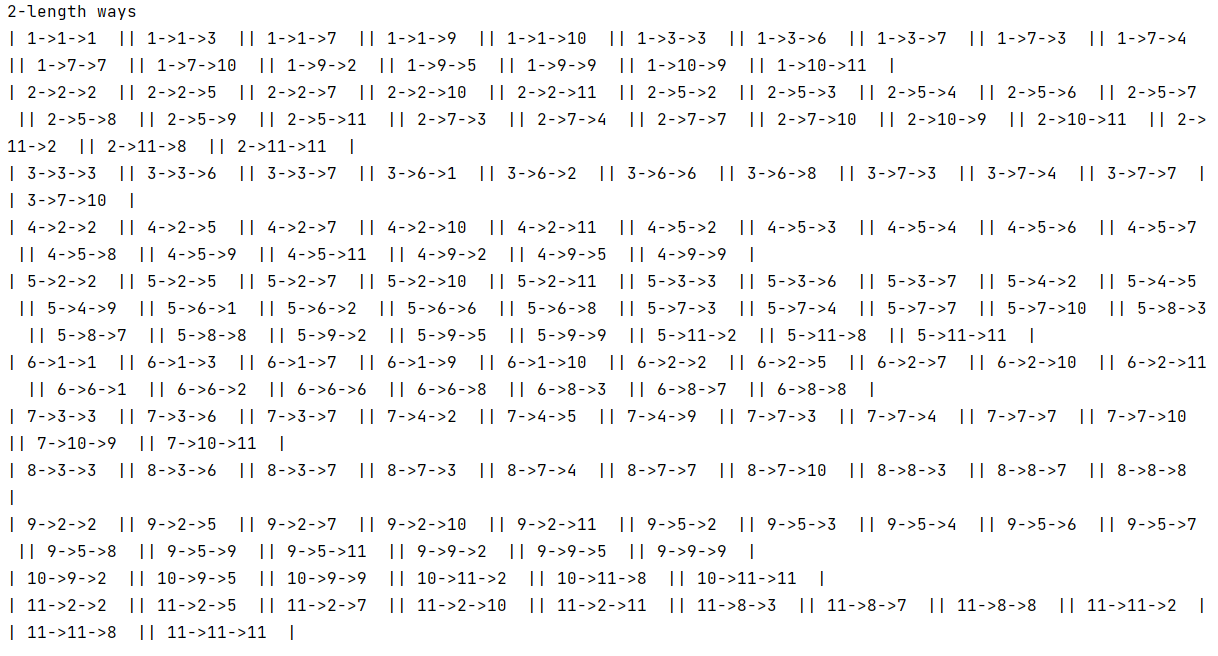 2-length ways
| 1->1->1  || 1->1->3  || 1->1->7  || 1->1->9  || 1->1->10  || 1->3->3  || 1->3->6  || 1->3->7  || 1->7->3  || 1->7->4
|| 1->7->7  || 1->7->10  || 1->9->2  || 1->9->5  || 1->9->9  || 1->10->9  || 1->10->11  |
| 2->2->2  || 2->2->5  || 2->2->7  || 2->2->10  || 2->2->11  || 2->5->2  || 2->5->3  || 2->5->4  || 2->5->6  || 2->5->7
 || 2->5->8  || 2->5->9  || 2->5->11  || 2->7->3  || 2->7->4  || 2->7->7  || 2->7->10  || 2->10->9  || 2->10->11  || 2->
11->2  || 2->11->8  || 2->11->11  |
| 3->3->3  || 3->3->6  || 3->3->7  || 3->6->1  || 3->6->2  || 3->6->6  || 3->6->8  || 3->7->3  || 3->7->4  || 3->7->7  |
| 3->7->10  |
| 4->2->2  || 4->2->5  || 4->2->7  || 4->2->10  || 4->2->11  || 4->5->2  || 4->5->3  || 4->5->4  || 4->5->6  || 4->5->7
 || 4->5->8  || 4->5->9  || 4->5->11  || 4->9->2  || 4->9->5  || 4->9->9  |
| 5->2->2  || 5->2->5  || 5->2->7  || 5->2->10  || 5->2->11  || 5->3->3  || 5->3->6  || 5->3->7  || 5->4->2  || 5->4->5
 || 5->4->9  || 5->6->1  || 5->6->2  || 5->6->6  || 5->6->8  || 5->7->3  || 5->7->4  || 5->7->7  || 5->7->10  || 5->8->3
  || 5->8->7  || 5->8->8  || 5->9->2  || 5->9->5  || 5->9->9  || 5->11->2  || 5->11->8  || 5->11->11  |
| 6->1->1  || 6->1->3  || 6->1->7  || 6->1->9  || 6->1->10  || 6->2->2  || 6->2->5  || 6->2->7  || 6->2->10  || 6->2->11
  || 6->6->1  || 6->6->2  || 6->6->6  || 6->6->8  || 6->8->3  || 6->8->7  || 6->8->8  |
| 7->3->3  || 7->3->6  || 7->3->7  || 7->4->2  || 7->4->5  || 7->4->9  || 7->7->3  || 7->7->4  || 7->7->7  || 7->7->10
|| 7->10->9  || 7->10->11  |
| 8->3->3  || 8->3->6  || 8->3->7  || 8->7->3  || 8->7->4  || 8->7->7  || 8->7->10  || 8->8->3  || 8->8->7  || 8->8->8
|
| 9->2->2  || 9->2->5  || 9->2->7  || 9->2->10  || 9->2->11  || 9->5->2  || 9->5->3  || 9->5->4  || 9->5->6  || 9->5->7
 || 9->5->8  || 9->5->9  || 9->5->11  || 9->9->2  || 9->9->5  || 9->9->9  |
| 10->9->2  || 10->9->5  || 10->9->9  || 10->11->2  || 10->11->8  || 10->11->11  |
| 11->2->2  || 11->2->5  || 11->2->7  || 11->2->10  || 11->2->11  || 11->8->3  || 11->8->7  || 11->8->8  || 11->11->2  |
| 11->11->8  || 11->11->11  |